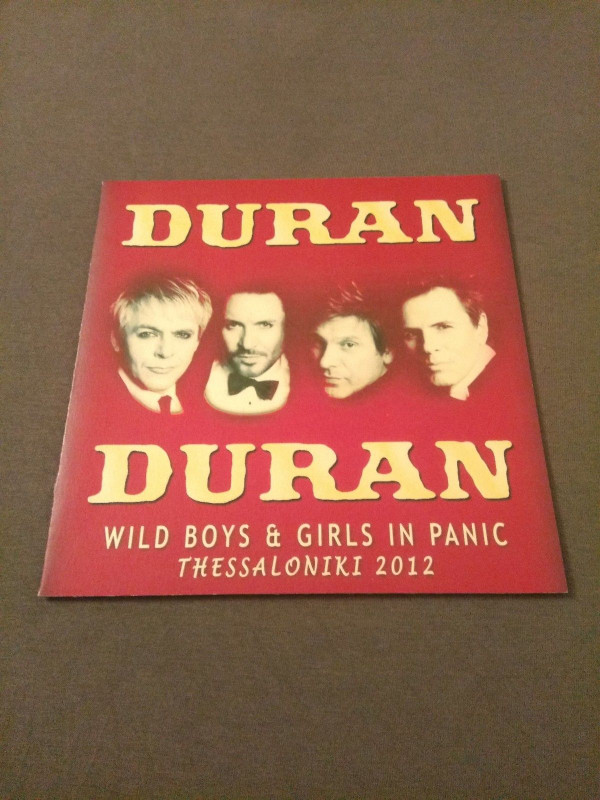 DURAN
DURAN
WILD BOYS & GIRLS IN PANIC
THESSALONIKI 2012